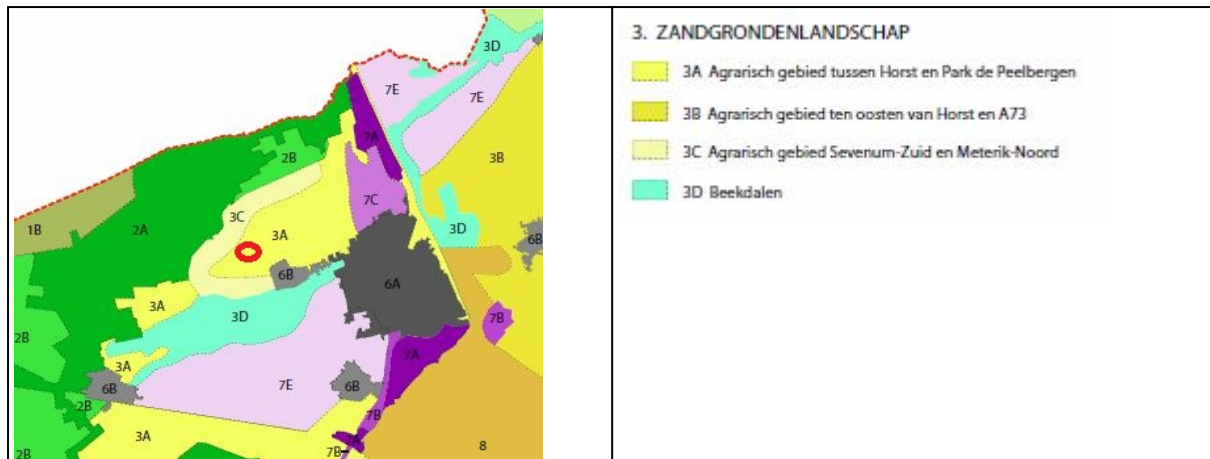 3D
7E
7E
7A
2B
3B
7C
3C
1B
2A
3A
3D
6B
6B
6A
3A
3D
7B
2B
7A
3A
7E
6B
6B
2B
7B
3A
7A
7B
8
2B
3. ZANDGRONDENLANDSCHAP
3A Agrarisch gebied tussen Horst en Park de Peelbergen
3B Agrarisch gebied ten oosten van Horst en A73
3C Agrarisch gebied Sevenum-Zuid en Meterik-Noord
3D Beekdalen